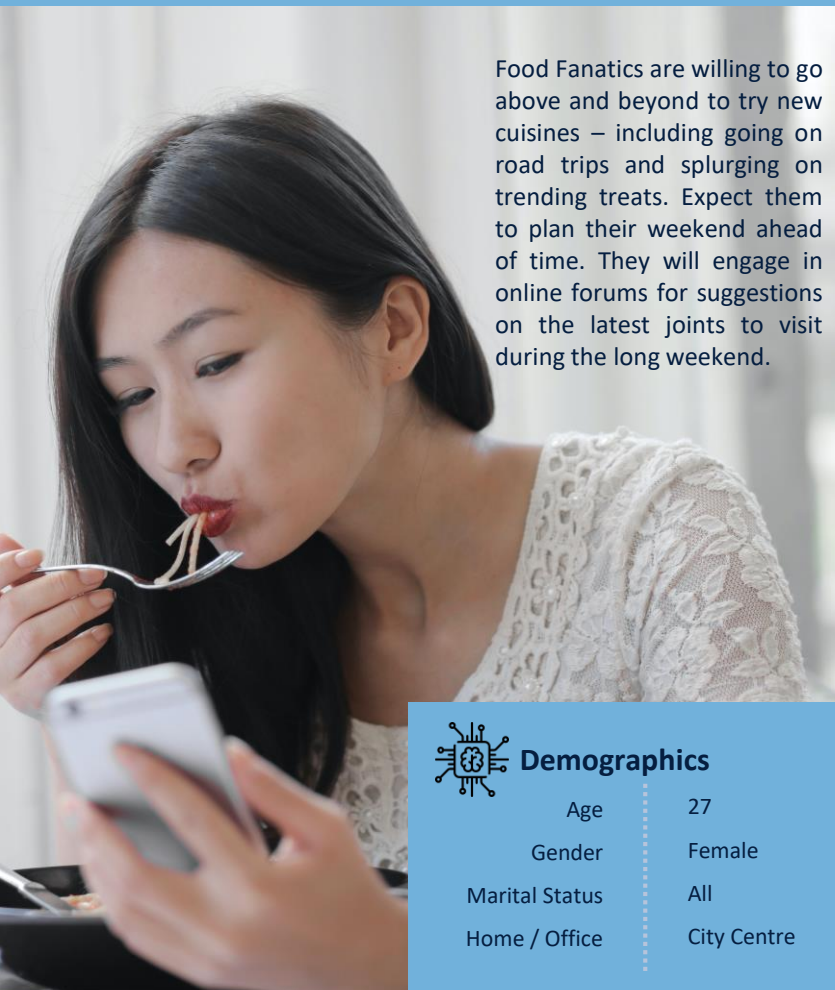 Food Fanatics are willing to go
above and beyond to try new
cuisines – including going on
road trips and splurging on
trending treats. Expect them
to plan their weekend ahead
of time. They will engage in
online forums for suggestions
on the latest joints to visit
during the long weekend.
Demographics
Age 27
Gender Female
Marital Status All
Home / Office City Centre